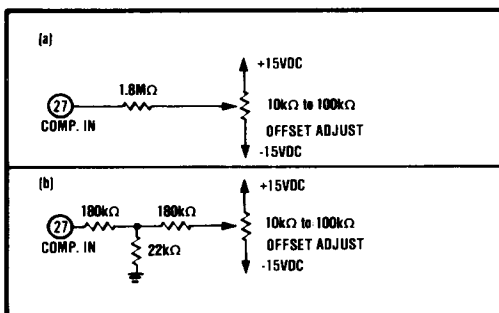 (a)
+15VDC
1.8MΩ
27
COMP. IN
10kΩ to 100kΩ
OFFSET ADJUST
-15VDC
(b)
+15VDC
180kΩ 180kΩ
27
COMP. IN
10kΩ to 100kΩ
OFFSET ADJUST
22kΩ
-15VDC